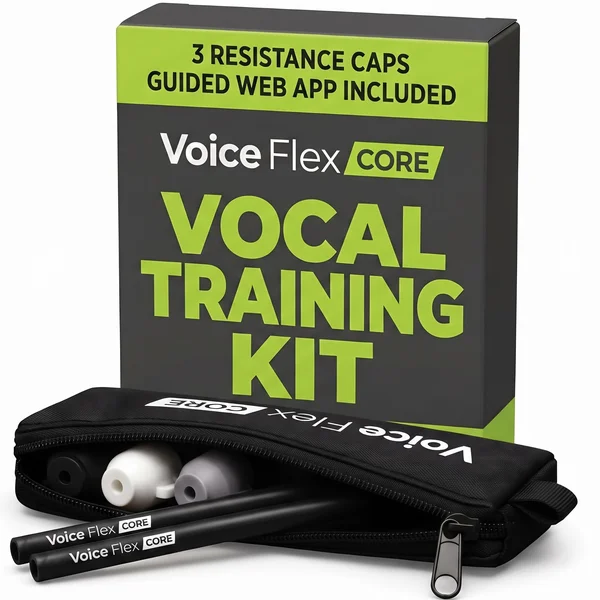 3 RESISTANCE CAPS
GUIDED WEB APP INCLUDED
Voice Flex CORE
VOCAL
TRAINING
KIT
Voice Flex CORE
Voice Flex CORE
Voice Flex CORE